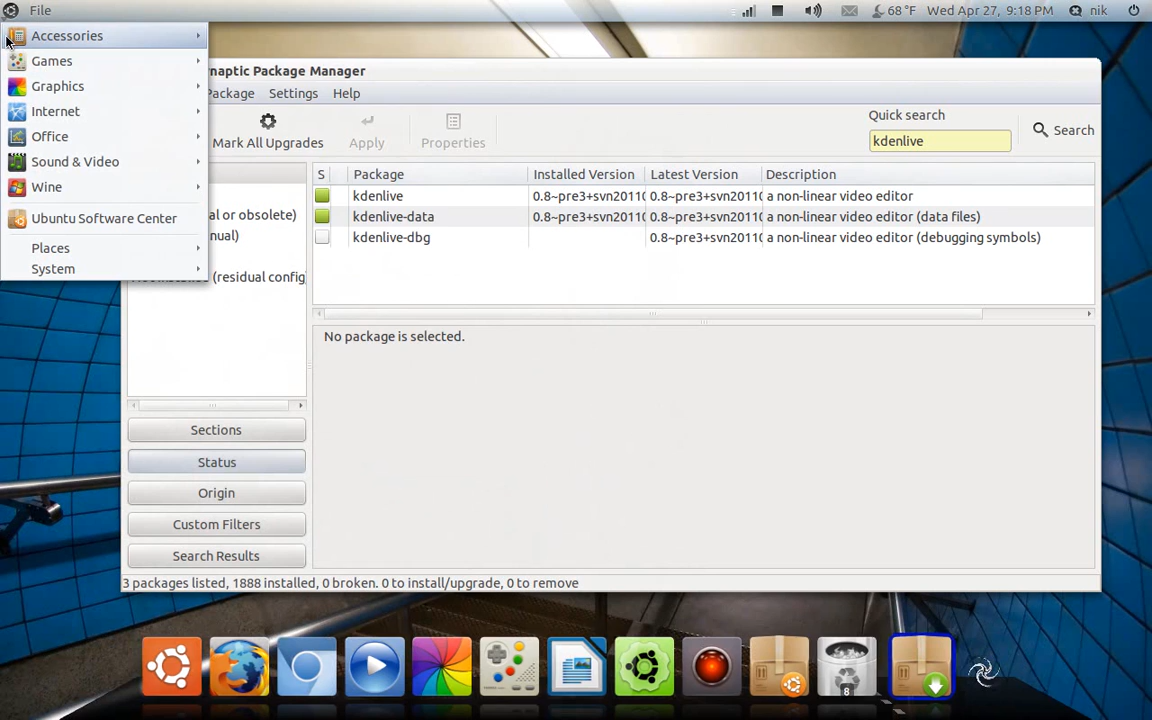 File
68 °F Wed Apr 27, 9:18 PM nik
Accessories
Games
Graphics
Internet
Office
Sound & Video
Wine
Ubuntu Software Center
Places
System
naptic Package Manager
Package Settings Help
Mark All Upgrades
Apply
Properties
Quick search
kdenlive
Search
al or obsolete)
nual)
(residual config
S Package Installed Version Latest Version Description
kdenlive 0.8~pre3+svn20110 0.8~pre3+svn20110 a non-linear video editor
kdenlive-data 0.8~pre3+svn20110 0.8~pre3+svn20110 a non-linear video editor (data files)
kdenlive-dbg 0.8~pre3+svn20110 a non-linear video editor (debugging symbols)
No package is selected.
Sections
Status
Origin
Custom Filters
Search Results
3 packages listed, 1888 installed, 0 broken. 0 to install/upgrade, 0 to remove
8